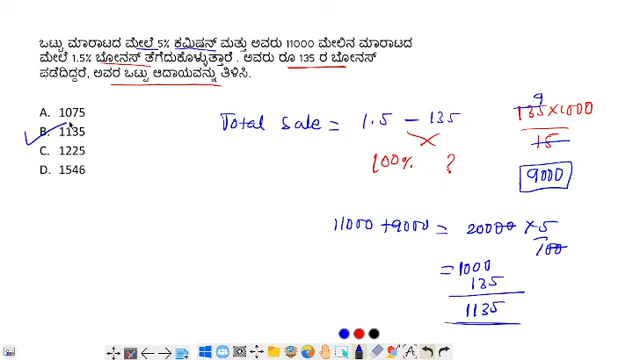 ಒಟ್ಟು ಮಾರಾಟದ ಮೇಲೆ 5% ಕಮಿಷನ್ ಮತ್ತು ಅವರು 11000 ಮೇಲಿನ ಮಾರಾಟದ
ಮೇಲೆ 1.5% ಬೋನಸ್ ತೆಗೆದುಕೊಳ್ಳುತ್ತಾರೆ . ಅವರು ರೂ 135 ರ ಬೋನಸ್
ಪಡೆದಿದ್ದರೆ, ಅವರ ಒಟ್ಟು ಆದಾಯವನ್ನು ತಿಳಿಸಿ.
A. 1075
B. 1135
C. 1225
D. 1546
Total sale = 1.5 − 135
100% ?
9
135×1000
15
9000
11000 +9000 = 20000 × 5
100
= 1000
135
1135